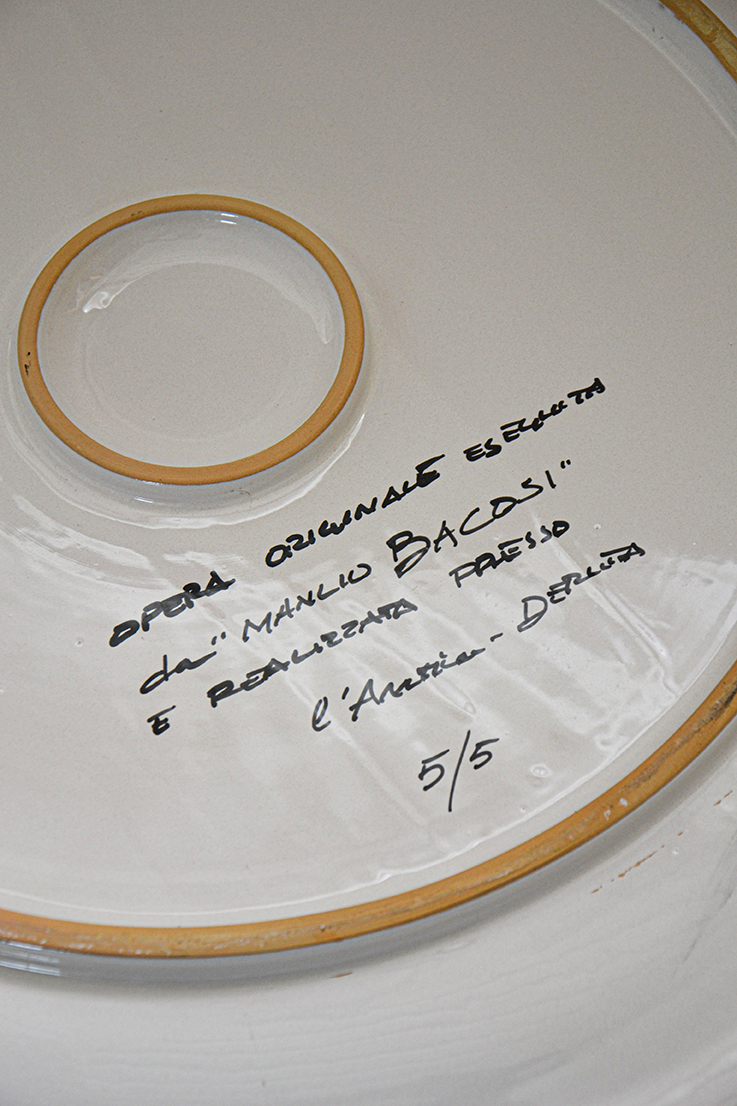 OPERA ORIGINALE ESEGUITA
da "MANLIO BACOSI"
E REALIZZATA PRESSO
l'Antica - DERUTA
5/5